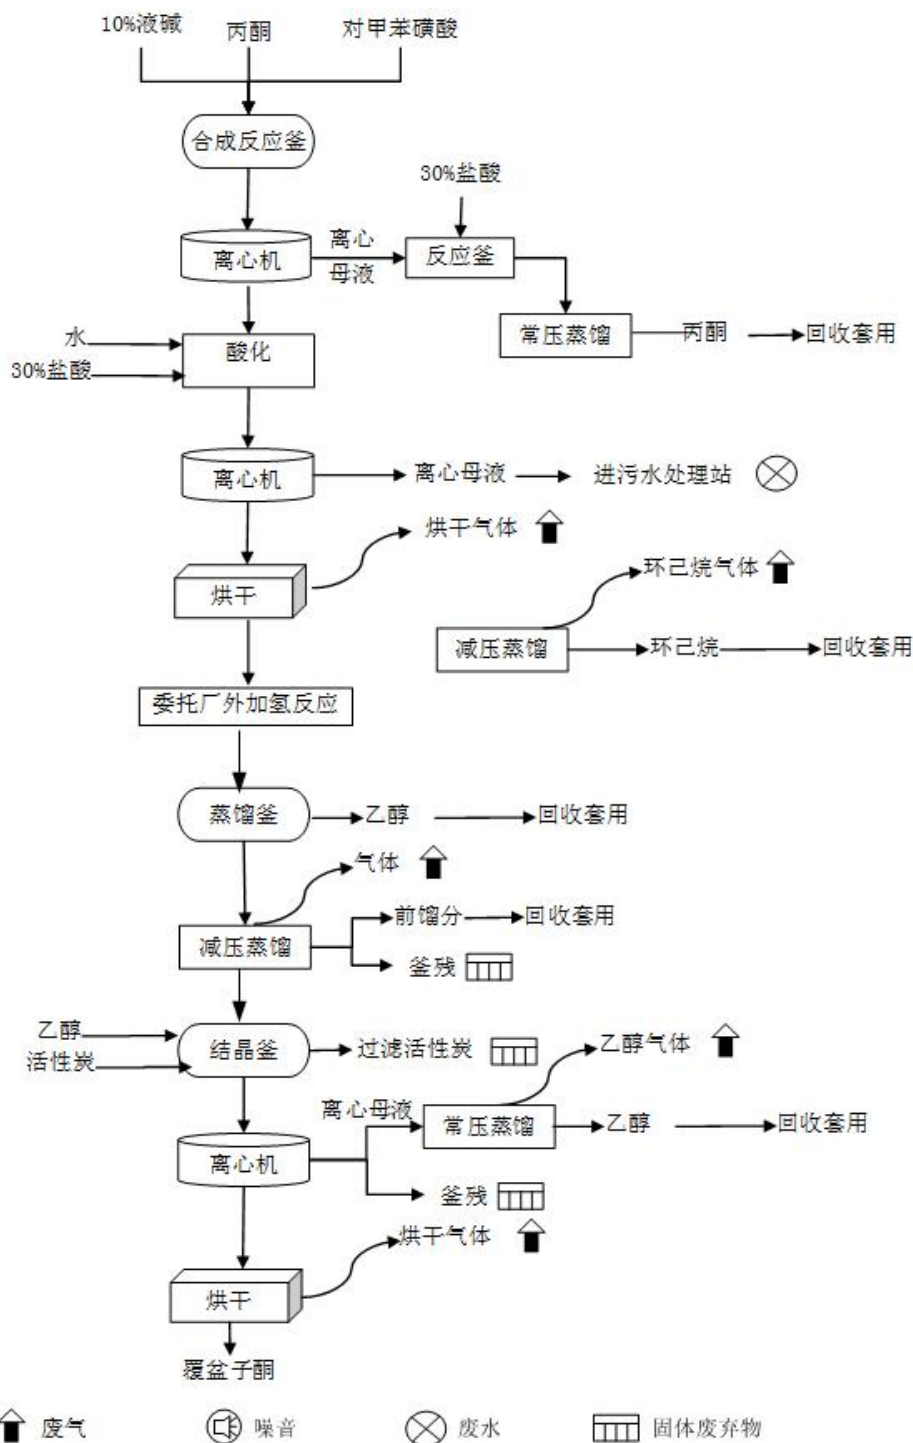 10%液碱
丙酮
对甲苯磺酸
合成反应釜
30%盐酸
离心机
离心
母液
反应釜
水
30%盐酸
酸化
常压蒸馏
丙酮
回收套用
离心机
离心母液
进污水处理站
烘干气体
烘干
环己烷气体
减压蒸馏
环己烷
回收套用
委托厂外加氢反应
蒸馏釜
乙醇
回收套用
气体
减压蒸馏
前馏分
回收套用
釜残
乙醇
活性炭
结晶釜
过滤活性炭
乙醇气体
离心母液
常压蒸馏
乙醇
回收套用
离心机
釜残
烘干气体
烘干
覆盆子酮
废气
噪音
废水
固体废弃物